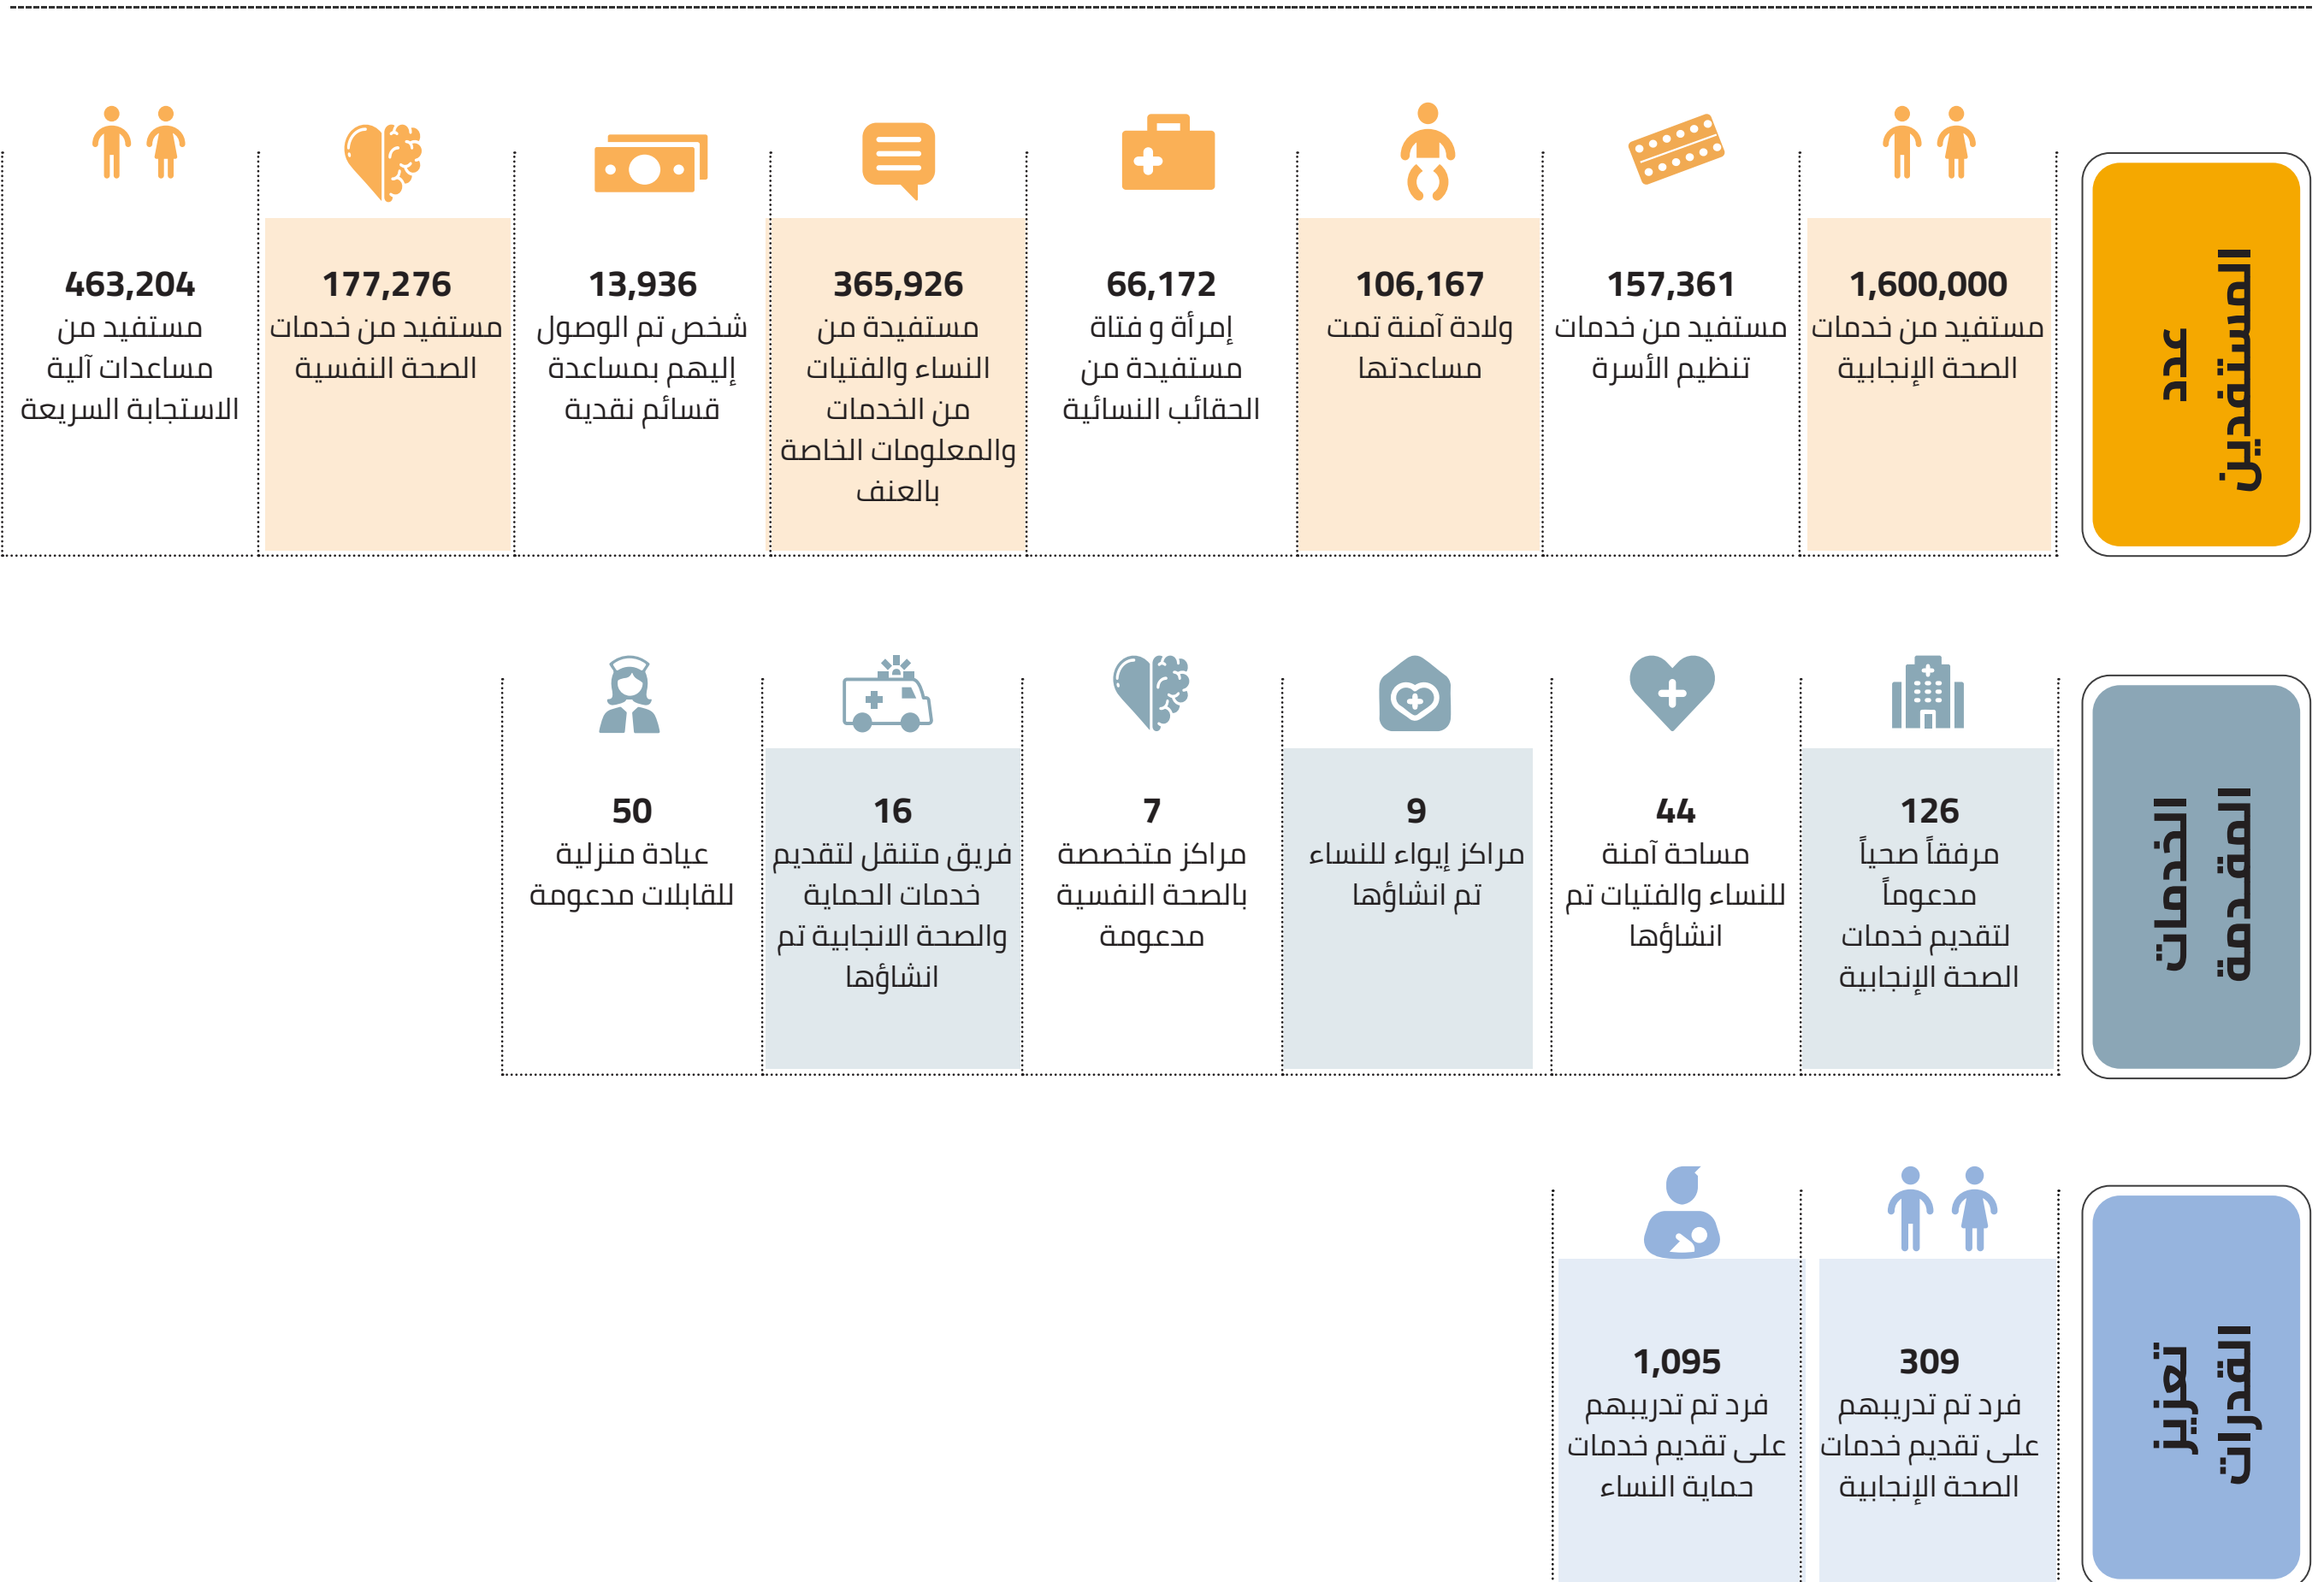 عدد
المستفدين
1,600,000
مستفيد من خدمات
الصحة الإنجابية
157,361
مستفيد من خدمات
تنظيم الأسرة
106,167
ولادة آمنة تمت
مساعدتها
66,172
إمرأة و فتاة
مستفيدة من
الحقائب النسائية
365,926
مستفيدة من
النساء والفتيات
من الخدمات
والمعلومات الخاصة
بالعنف
13,936
شخص تم الوصول
إليهم بمساعدة
قسائم نقدية
177,276
مستفيد من خدمات
الصحة النفسية
463,204
مستفيد من
مساعدات آلية
الاستجابة السريعة
الخدمات
المقدمة
126
مرفقاً صحياً
مدعوماً
لتقديم خدمات
الصحة الإنجابية
44
مساحة آمنة
للنساء والفتيات تم
انشاؤها
9
مراكز إيواء للنساء
تم انشاؤها
7
مراكز متخصصة
بالصحة النفسية
مدعومة
16
فريق متنقل لتقديم
خدمات الحماية
والصحة الانجابية تم
انشاؤها
50
عيادة منزلية
للقابلات مدعومة
تعزيز
القدرات
309
فرد تم تدريبهم
على تقديم خدمات
الصحة الإنجابية
1,095
فرد تم تدريبهم
على تقديم خدمات
حماية النساء